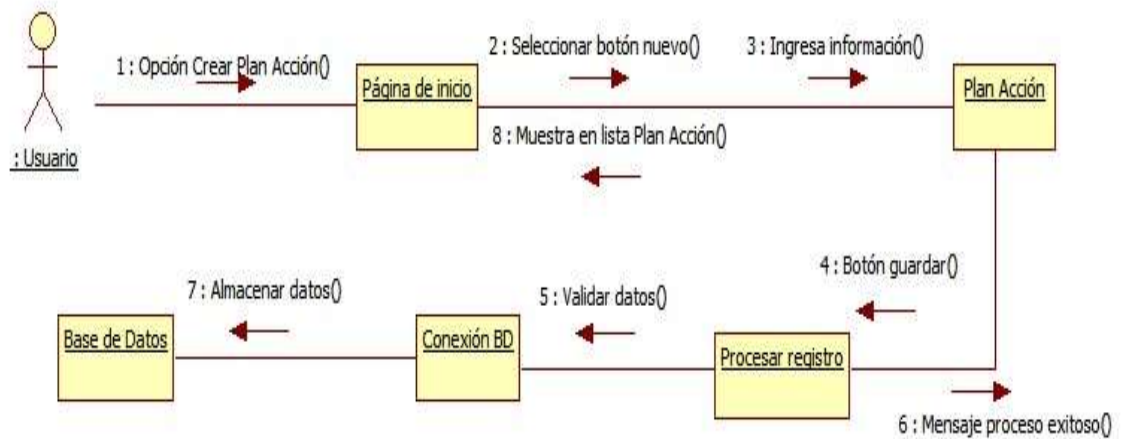 2 : Seleccionar botón nuevo()
3 : Ingresa información()
1 : Opción Crear Plan Acción()
Página de inicio
Plan Acción
8 : Muestra en lista Plan Acción()
: Usuario
4 : Botón guardar()
7 : Almacenar datos()
5 : Validar datos()
Base de Datos
Conexión BD
Procesar registro
6 : Mensaje proceso exitoso()